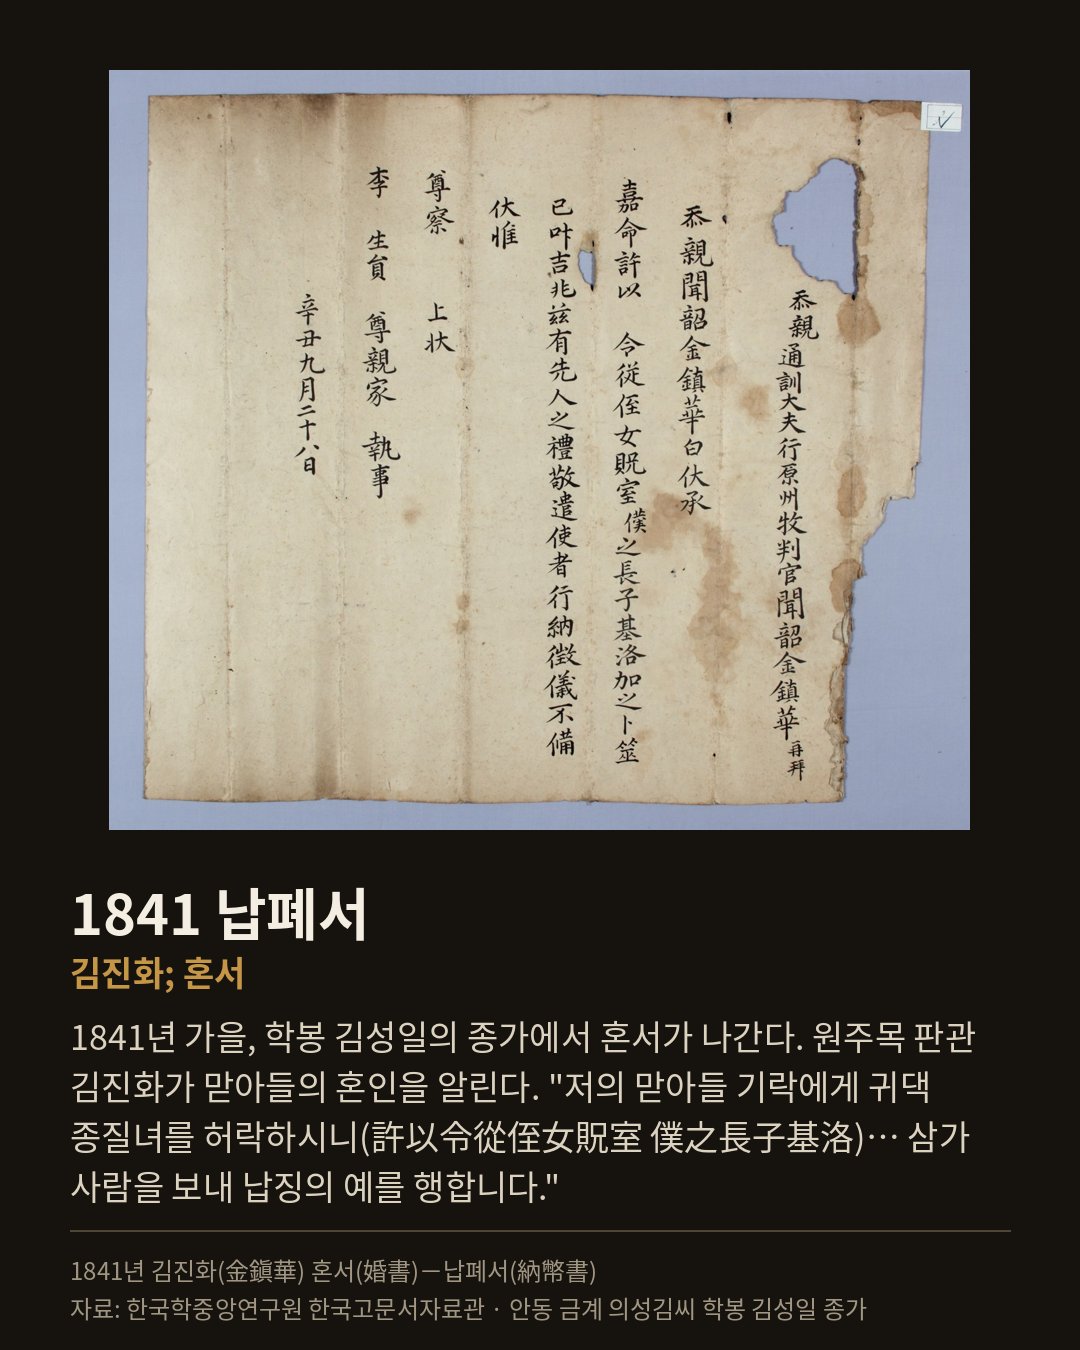 忝親通訓大夫行原州牧判官聞韶金鎮華再拜
忝親聞韶金鎮華白伏承
嘉命許以 令從侄女貺室僕之長子基洛加之卜筮
已叶吉兆玆有先人之禮敬遣使者行納徵儀不備
伏惟
尊察 上狀
李 生員 尊親家 執事
辛丑九月二十八日
1841 납폐서
김진화; 혼서
1841년 가을, 학봉 김성일의 종가에서 혼서가 나간다. 원주목 판관
김진화가 맏아들의 혼인을 알린다. "저의 맏아들 기락에게 귀댁
종질녀를 허락하시니(許以令從侄女貺室 僕之長子基洛)… 삼가
사람을 보내 납징의 예를 행합니다."
1841년 김진화(金鎭華) 혼서(婚書)－납폐서(納幣書)
자료: 한국학중앙연구원 한국고문서자료관 · 안동 금계 의성김씨 학봉 김성일 종가